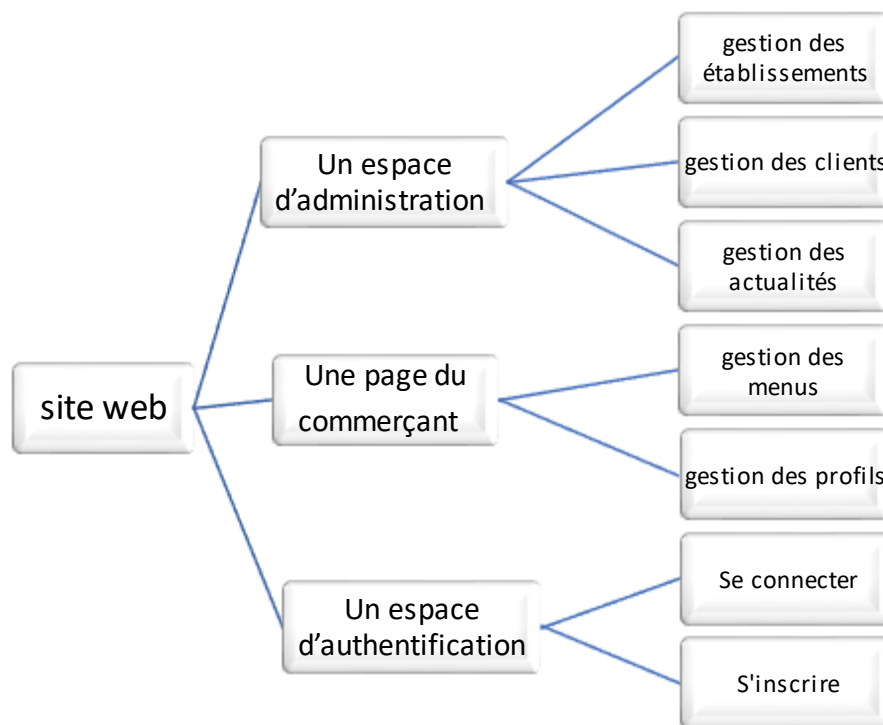 gestion des
établissements
Un espace
d’administration
gestion des clients
gestion des
actualités
site web
Une page du
commerçant
gestion des
menus
gestion des profils
Un espace
d’authentification
Se connecter
S'inscrire